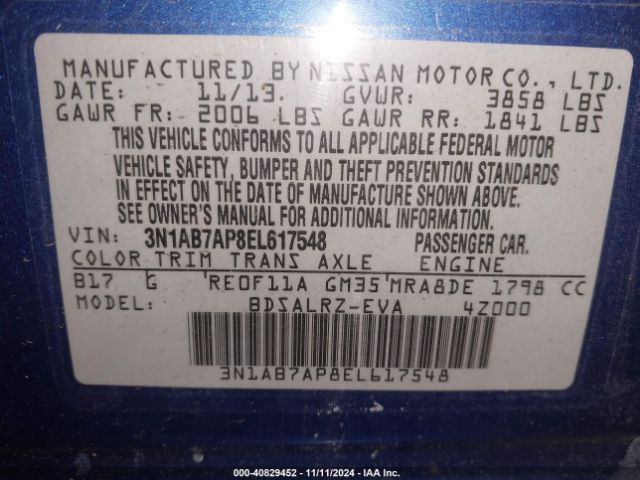 MANUFACTURED BY NISSAN MOTOR CO., LTD.
DATE: 11/13. GVWR: 3858 LBS
GAWR FR: 2006 LBS GAWR RR: 1841 LBS
THIS VEHICLE CONFORMS TO ALL APPLICABLE FEDERAL MOTOR
VEHICLE SAFETY, BUMPER AND THEFT PREVENTION STANDARDS
IN EFFECT ON THE DATE OF MANUFACTURE SHOWN ABOVE.
SEE OWNER'S MANUAL FOR ADDITIONAL INFORMATION
VIN: 3N1AB7AP8EL617548 PASSENGER CAR.
COLOR TRIM TRANS AXLE ENGINE
B17 G 'RE0F11A GM35'MRA8DE 1798 CC
MODEL: BDSALRZ-EVA 4Z000
3N1AB7AP8EL617548
000-40829452 - 11/11/2024 - IAA Inc.